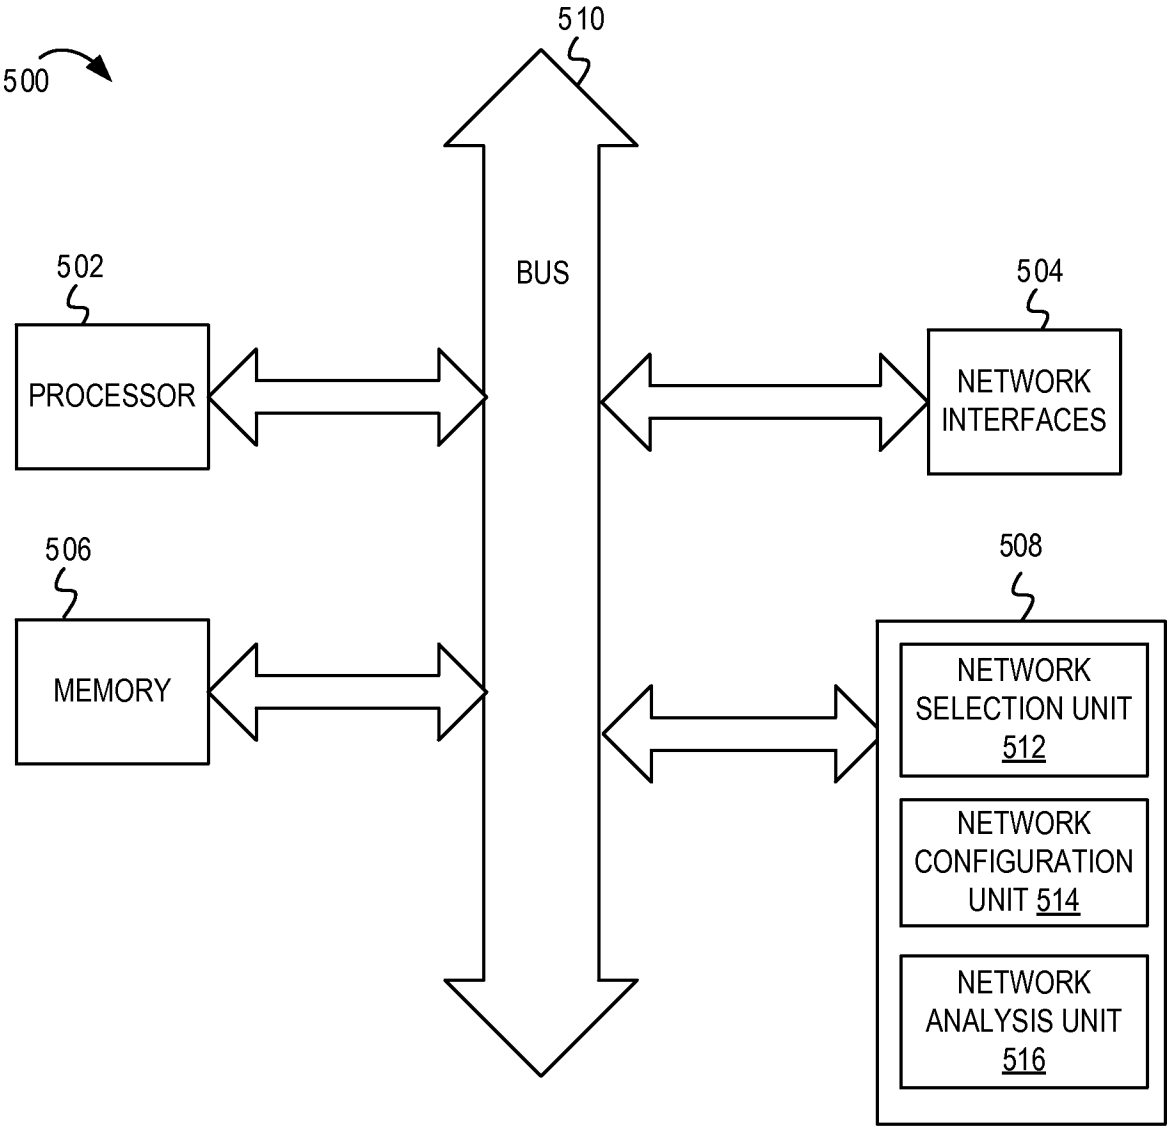 510
500
BUS
502
504
PROCESSOR
NETWORK
INTERFACES
506
508
MEMORY
NETWORK
SELECTION UNIT
512
NETWORK
CONFIGURATION
UNIT 514
NETWORK
ANALYSIS UNIT
516